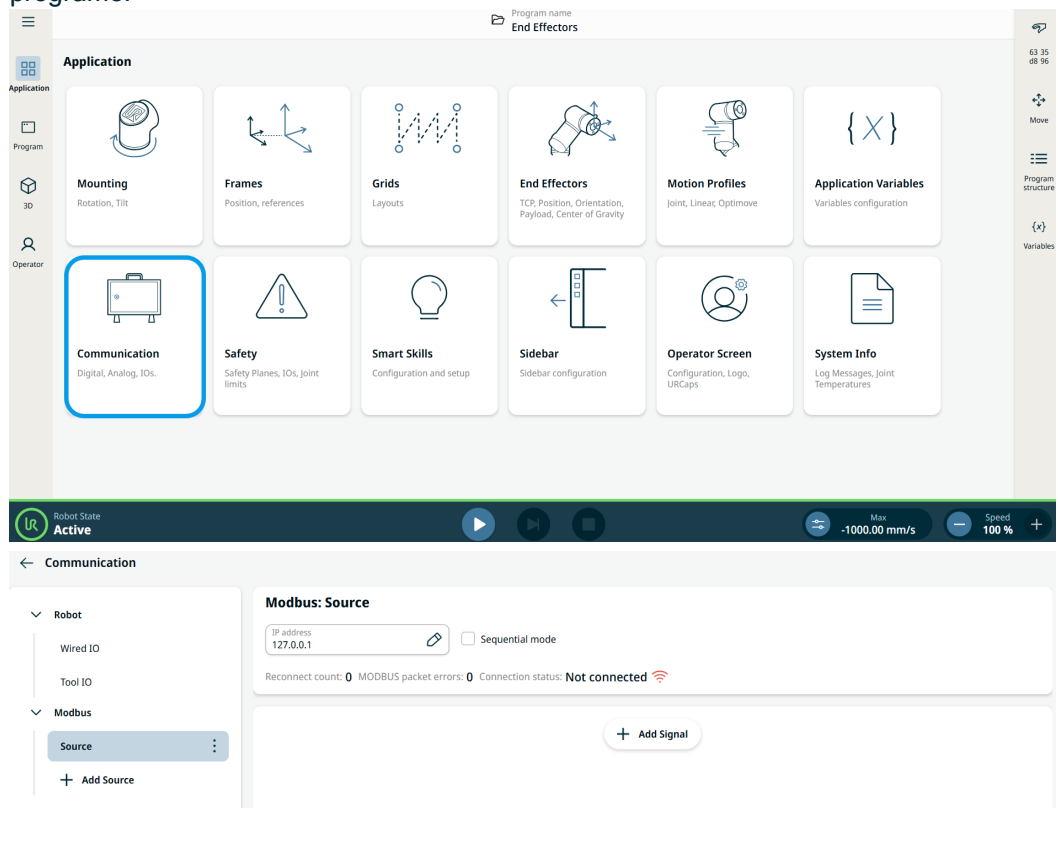 programs.
Program name
End Effectors
63 35
d8 96
Application
Application
Program
3D
Operator
Move
Program
structure
{x}
Variables
Mounting
Rotation, Tilt
Frames
Position, references
Grids
Layouts
End Effectors
TCP, Position, Orientation,
Payload, Center of Gravity
Motion Profiles
Joint, Linear, Optimove
{ X }
Application Variables
Variables configuration
Communication
Digital, Analog, IOs.
Safety
Safety Planes, IOs, Joint
limits
Smart Skills
Configuration and setup
Sidebar
Sidebar configuration
Operator Screen
Configuration, Logo,
URCaps
System Info
Log Messages, Joint
Temperatures
UR
Robot State
Active
Max
-1000.00 mm/s
Speed
100 %
Communication
Robot
Wired IO
Tool IO
Modbus
Source
Add Source
Modbus: Source
IP address
127.0.0.1
Sequential mode
Reconnect count: 0 MODBUS packet errors: 0 Connection status: Not connected
Add Signal